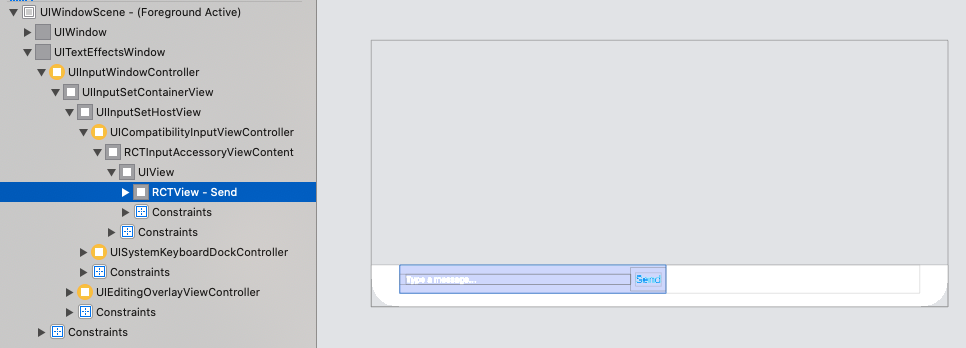 UIWindowScene - (Foreground Active)
UIWindow
UITextEffectsWindow
UIInputWindowController
UIInputSetContainerView
UIInputSetHostView
UICompatibilityInputViewController
RCTInputAccessoryViewContent
UIView
RCTView - Send
Constraints
Constraints
UISystemKeyboardDockController
Constraints
UIEditingOverlayViewController
Constraints
Constraints
Type a message... Send